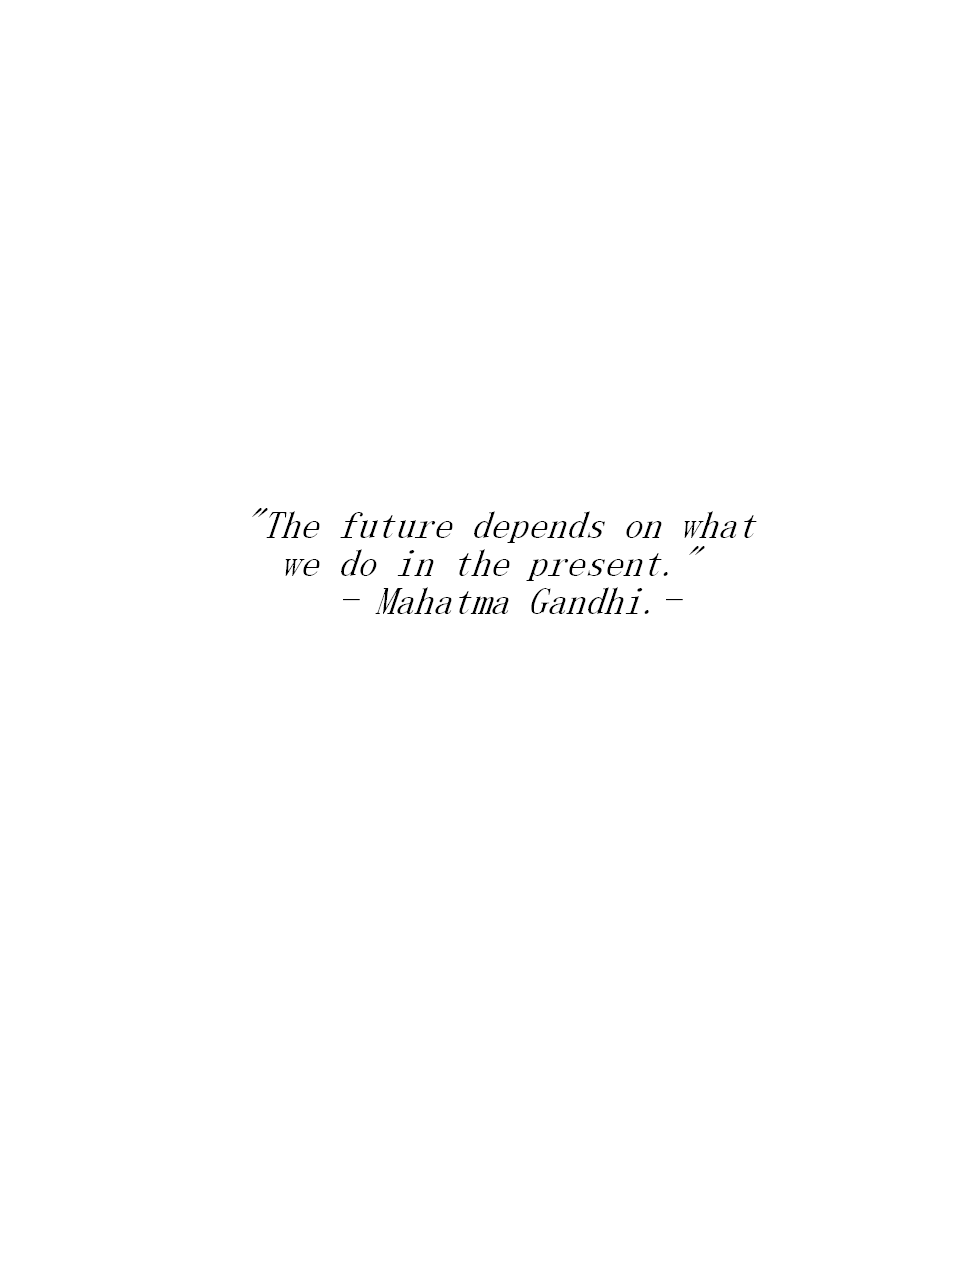 "The future depends on what
we do in the present."
- Mahatma Gandhi.-